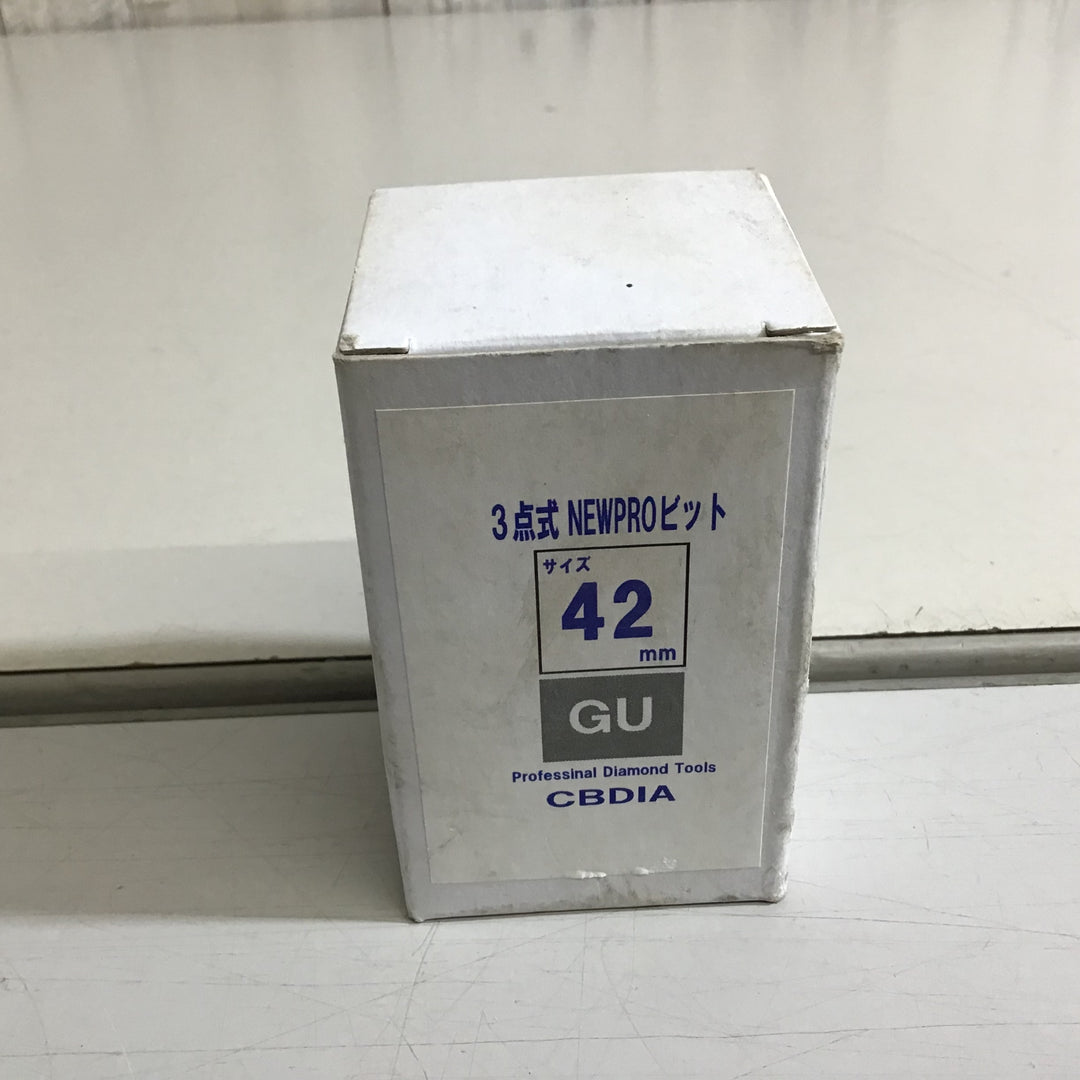 ３点式 NEWPROビット
サイズ
42
mm
GU
Professinal Diamond Tools
CBDIA